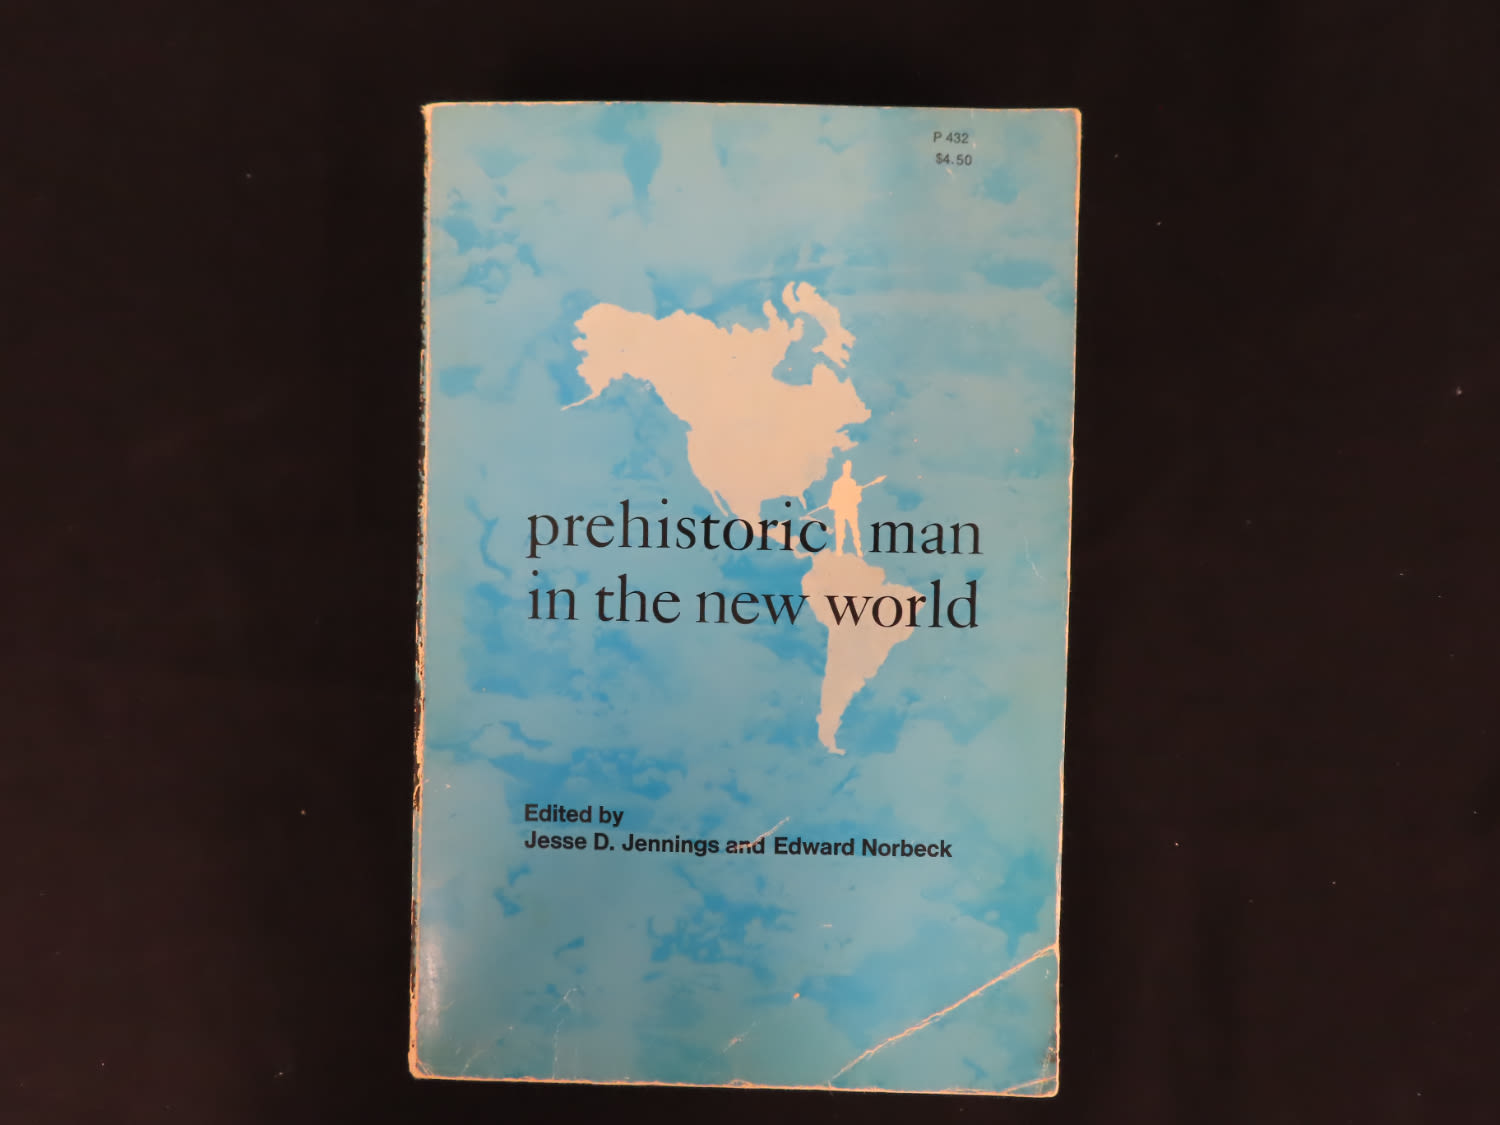 P 432
$4.50
prehistoric man
in the new world
Edited by
Jesse D. Jennings and Edward Norbeck